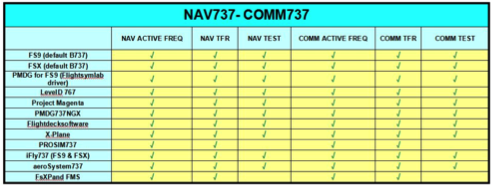 NAV737- COMM737
NAV ACTIVE FREQ NAV TFR NAV TEST COMM ACTIVE FREQ COMM TFR COMM TEST
FS9 (default B737) √ √ √ √ √ √
FSX (default B737) √ √ √ √ √ √
PMDG for FS9 (Flightsymlab
driver) √ √ √ √ √ √
LevelD 767 √ √ √ √ √ √
Project Magenta √ √ √ √ √ √
PMDG737NGX √ √ √ √ √ √
Flightdecksoftware √ √ √ √ √ √
X-Plane √ √ √ √ √ √
PROSIM737 √ √ √ √
iFly737 (FS9 & FSX) √ √ √ √ √ √
aeroSystem737 √ √ √ √ √ √
FsXPand FMS √ √ √ √